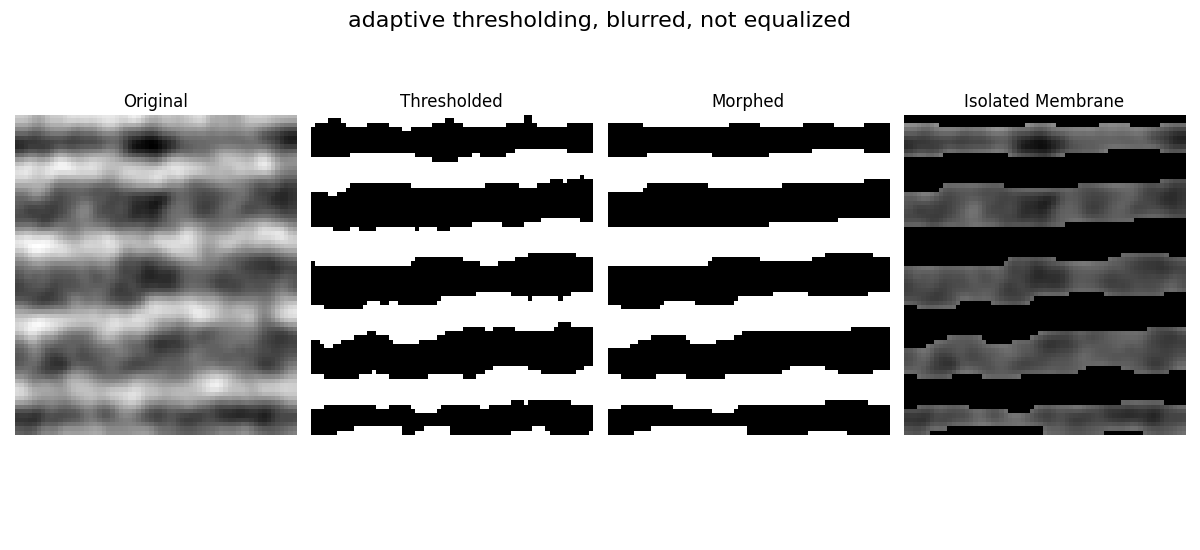 adaptive thresholding, blurred, not equalized
Original
Thresholded
Morphed
Isolated Membrane